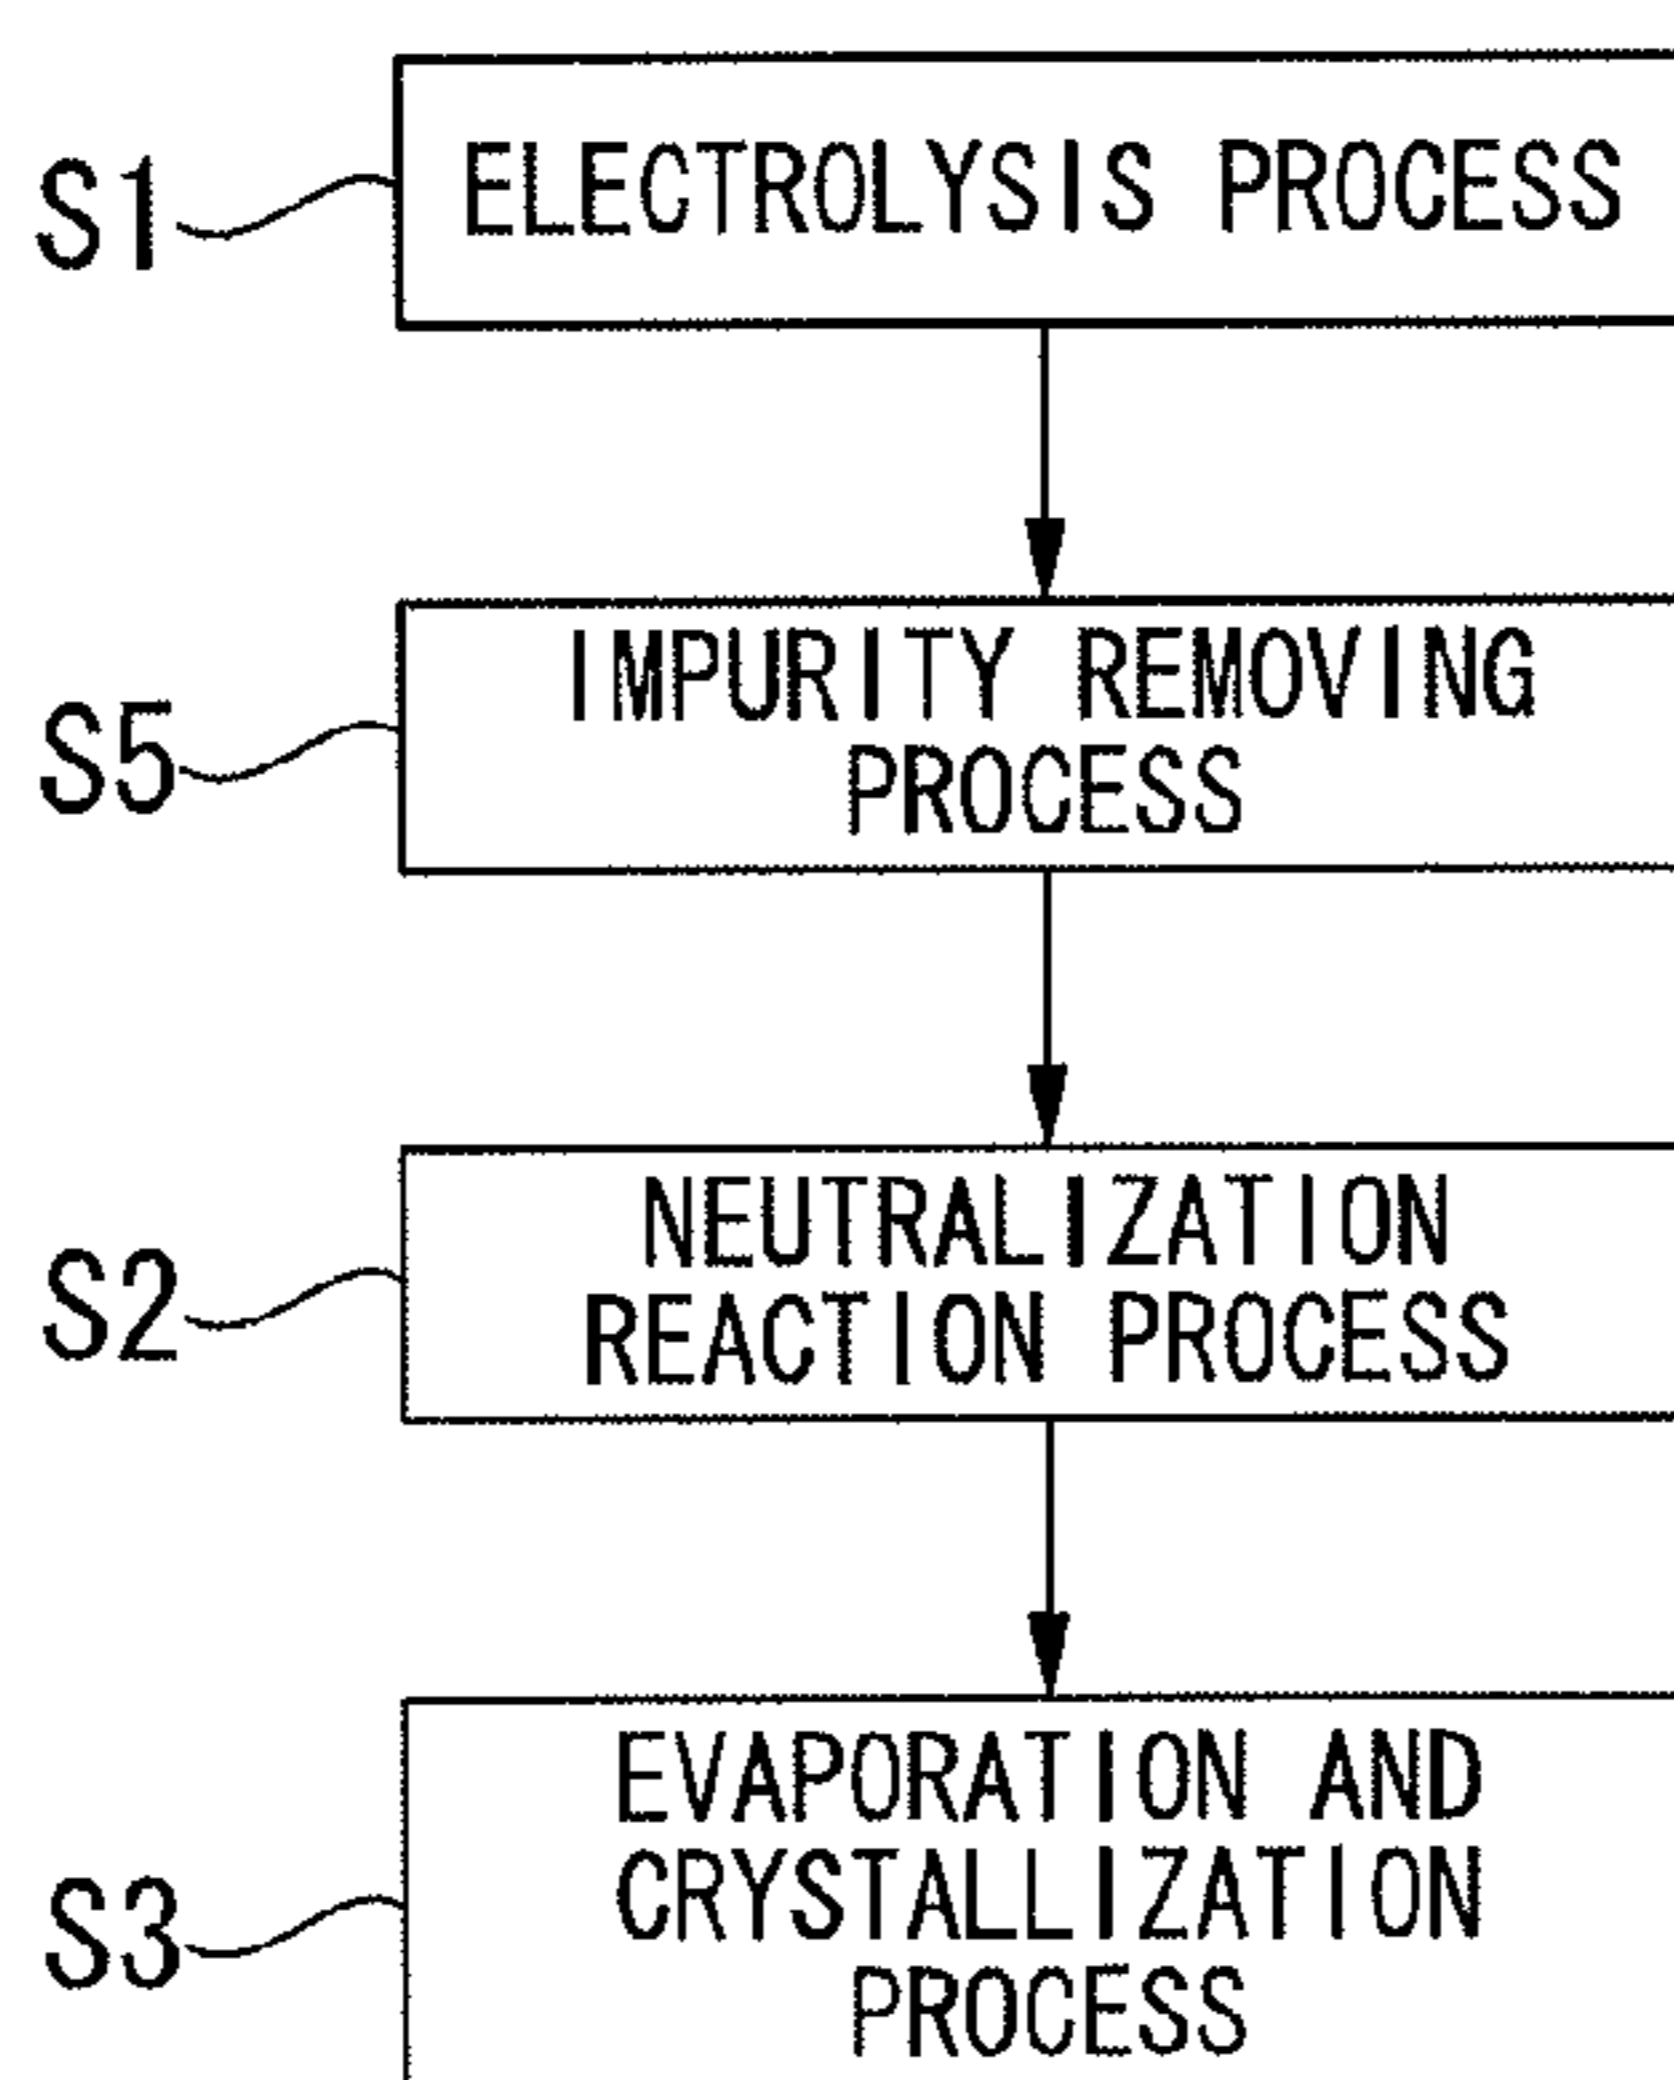 S1
ELECTROLYSIS PROCESS
S5
IMPURITY REMOVING
PROCESS
S2
NEUTRALIZATION
REACTION PROCESS
S3
EVAPORATION AND
CRYSTALLIZATION
PROCESS